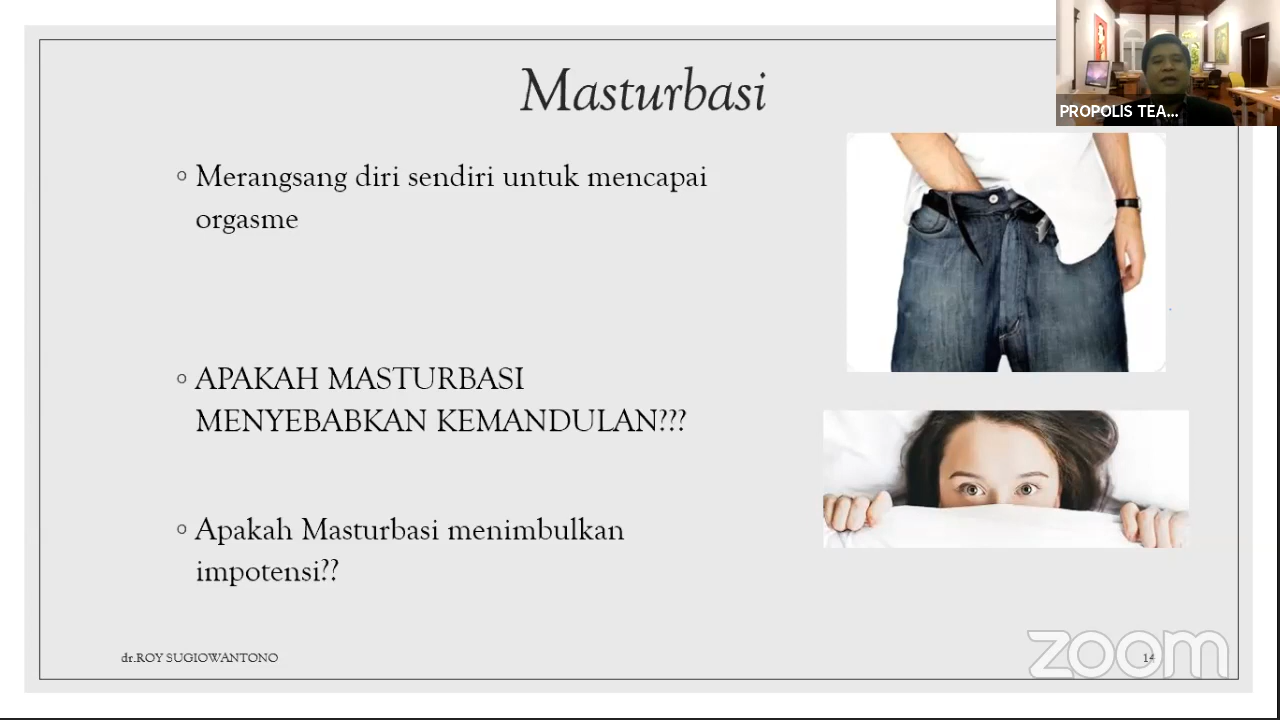 Masturbasi
PROPOLIS TEA...
Merangsang diri sendiri untuk mencapai
orgasme
APAKAH MASTURBASI
MENYEBABKAN KEMANDULAN???
Apakah Masturbasi menimbulkan
impotensi??
dr.ROY SUGIOWANTONO
14
zoom